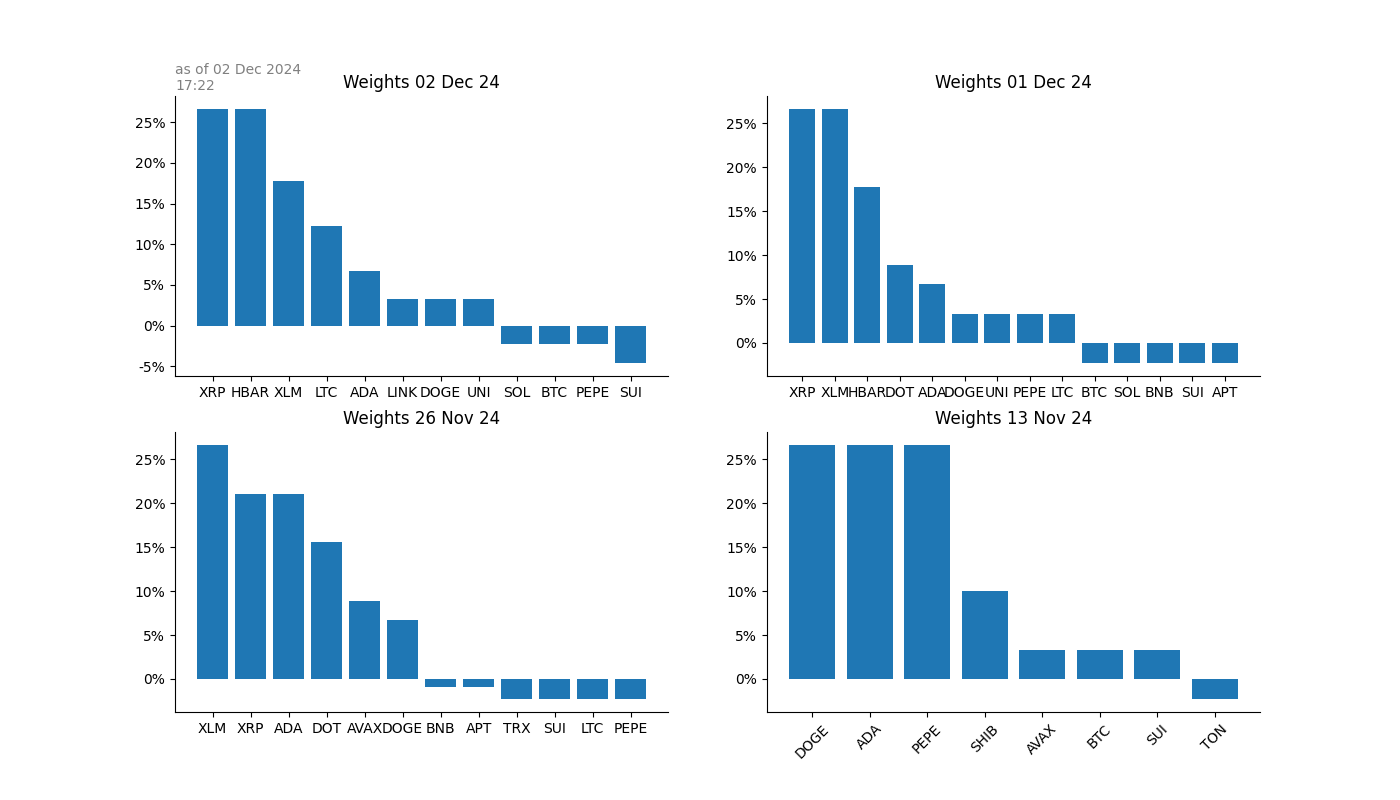 as of 02 Dec 2024
17:22
Weights 02 Dec 24
25%
20%
15%
10%
5%
0%
-5%
XRP HBAR XLM LTC ADA LINK DOGE UNI SOL BTC PEPE SUI
Weights 01 Dec 24
25%
20%
15%
10%
5%
0%
XRP XLM HBAR DOT ADA DOGE UNI PEPE LTC BTC SOL BNB SUI APT
Weights 26 Nov 24
25%
20%
15%
10%
5%
0%
XLM XRP ADA DOT AVAX DOGE BNB APT TRX SUI LTC PEPE
Weights 13 Nov 24
25%
20%
15%
10%
5%
0%
DOGE ADA PEPE SHIB AVAX BTC SUI TON